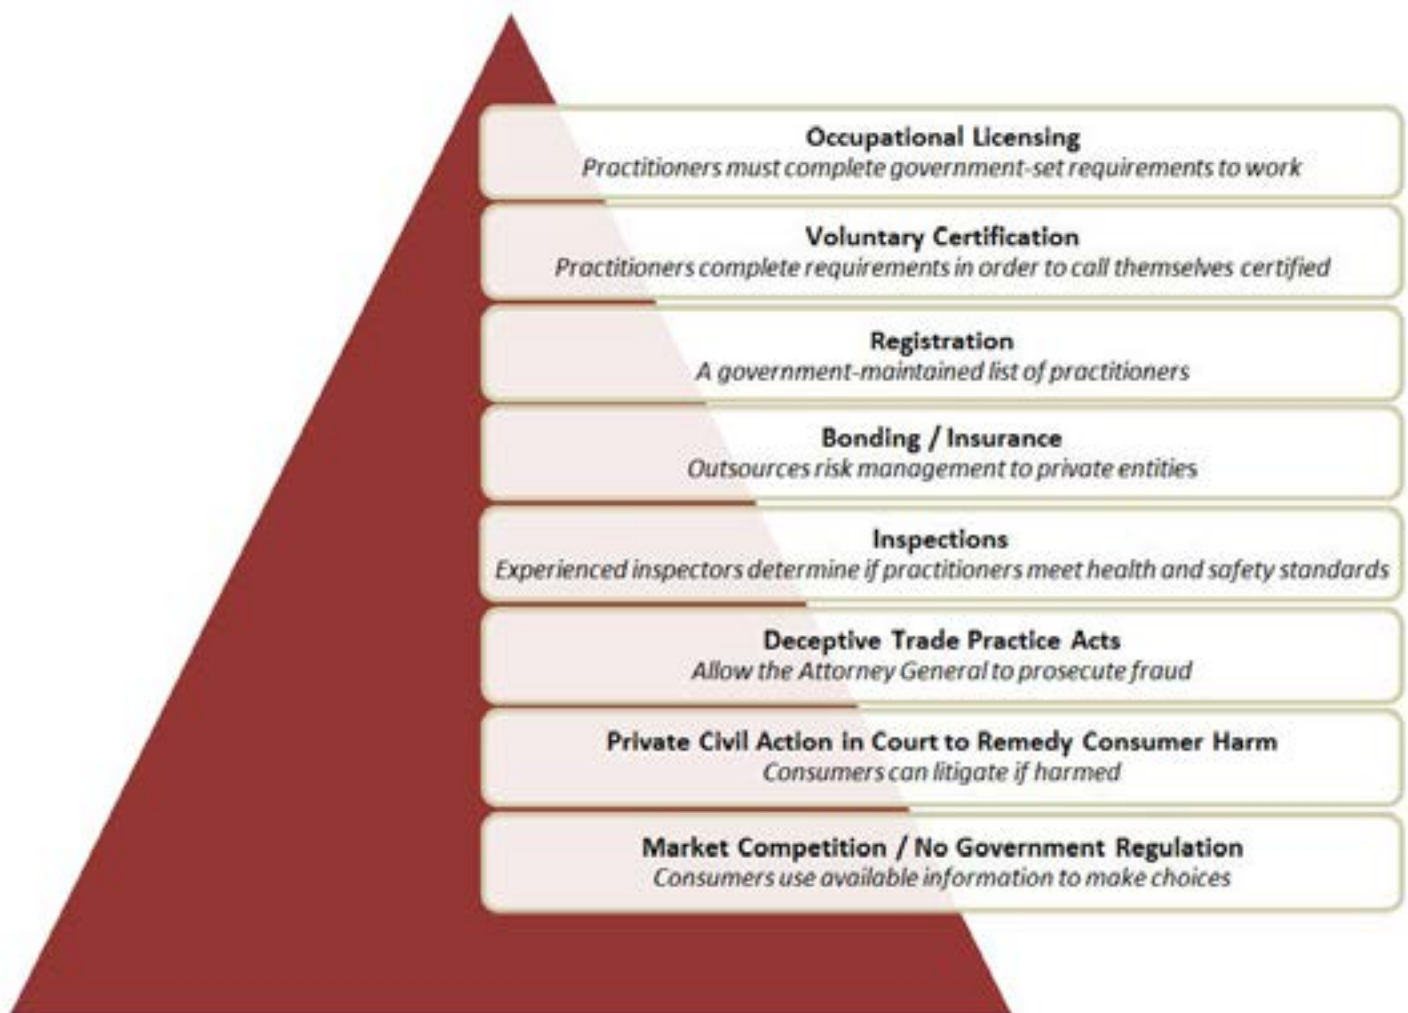 Occupational Licensing
Practitioners must complete government-set requirements to work
Voluntary Certification
Practitioners complete requirements in order to call themselves certified
Registration
A government-maintained list of practitioners
Bonding / Insurance
Outsources risk management to private entities
Inspections
Experienced inspectors determine if practitioners meet health and safety standards
Deceptive Trade Practice Acts
Allow the Attorney General to prosecute fraud
Private Civil Action in Court to Remedy Consumer Harm
Consumers can litigate if harmed
Market Competition / No Government Regulation
Consumers use available information to make choices